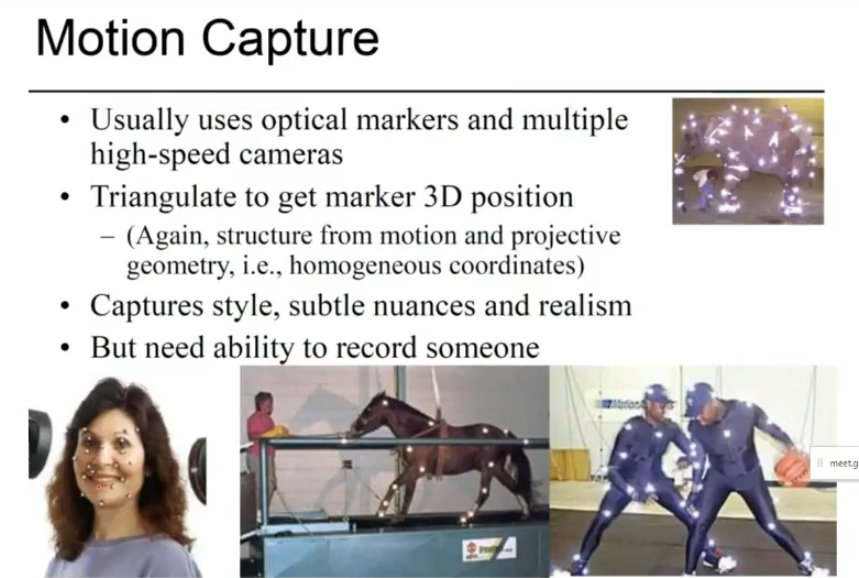 Motion Capture
• Usually uses optical markers and multiple
high-speed cameras
• Triangulate to get marker 3D position
– (Again, structure from motion and projective
geometry, i.e., homogeneous coordinates)
• Captures style, subtle nuances and realism
• But need ability to record someone
meet.g